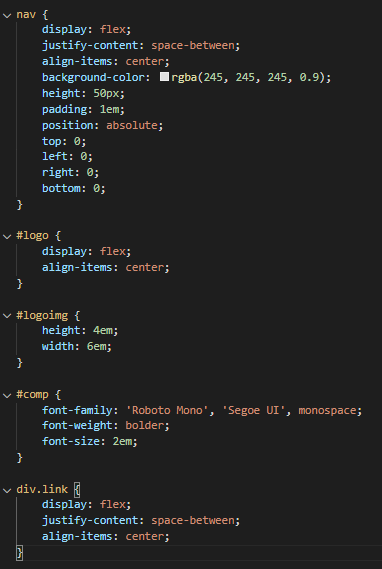 nav {
    display: flex;
    justify-content: space-between;
    align-items: center;
    background-color: rgba(245, 245, 245, 0.9);
    height: 50px;
    padding: 1em;
    position: absolute;
    top: 0;
    left: 0;
    right: 0;
    bottom: 0;
}

#logo {
    display: flex;
    align-items: center;
}

#logoimg {
    height: 4em;
    width: 6em;
}

#comp {
    font-family: 'Roboto Mono', 'Segoe UI', monospace;
    font-weight: bolder;
    font-size: 2em;
}

div.link {
    display: flex;
    justify-content: space-between;
    align-items: center;
}